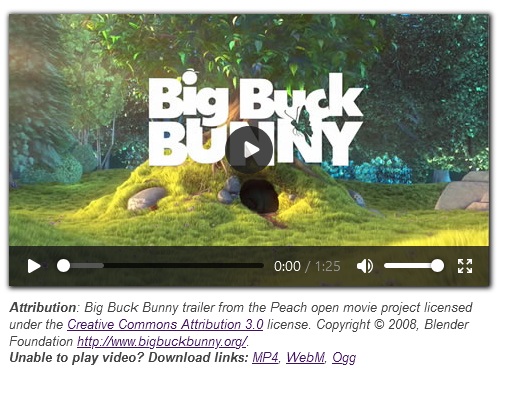 Big Buck
BUNNY
0:00 / 1:25
Attribution: Big Buck Bunny trailer from the Peach open movie project licensed
under the Creative Commons Attribution 3.0 license. Copyright © 2008, Blender
Foundation http://www.bigbuckbunny.org/.
Unable to play video? Download links: MP4, WebM, Ogg